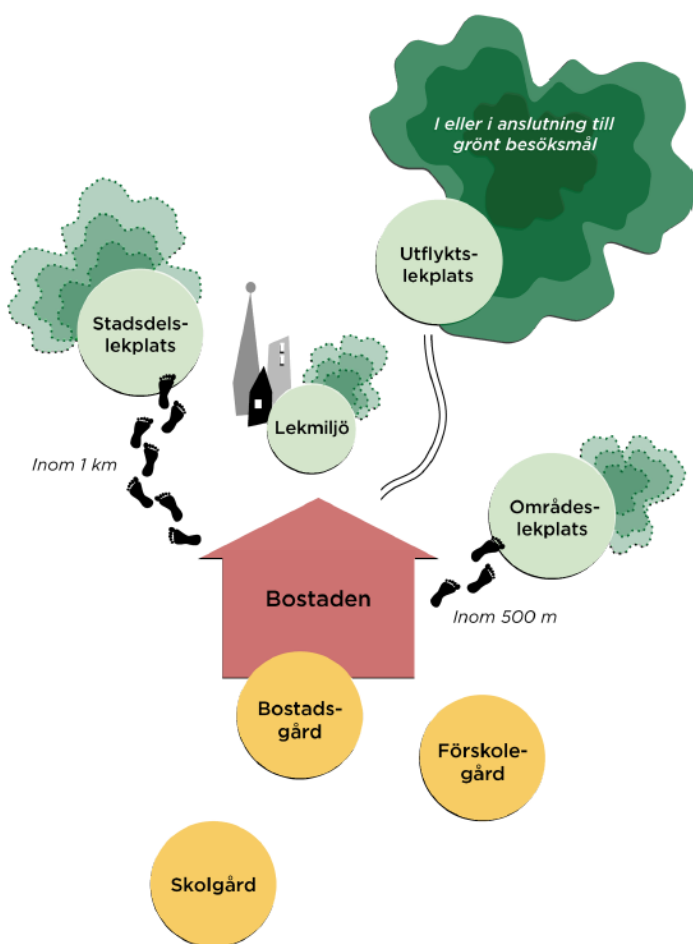 I eller i anslutning till
grönt besöksmål
Utflykts-
lekplats
Stadsdels-
lekplats
Lekmiljö
Inom 1 km
Områdes-
lekplats
Bostaden
Inom 500 m
Bostads-
gård
Förskole-
gård
Skolgård